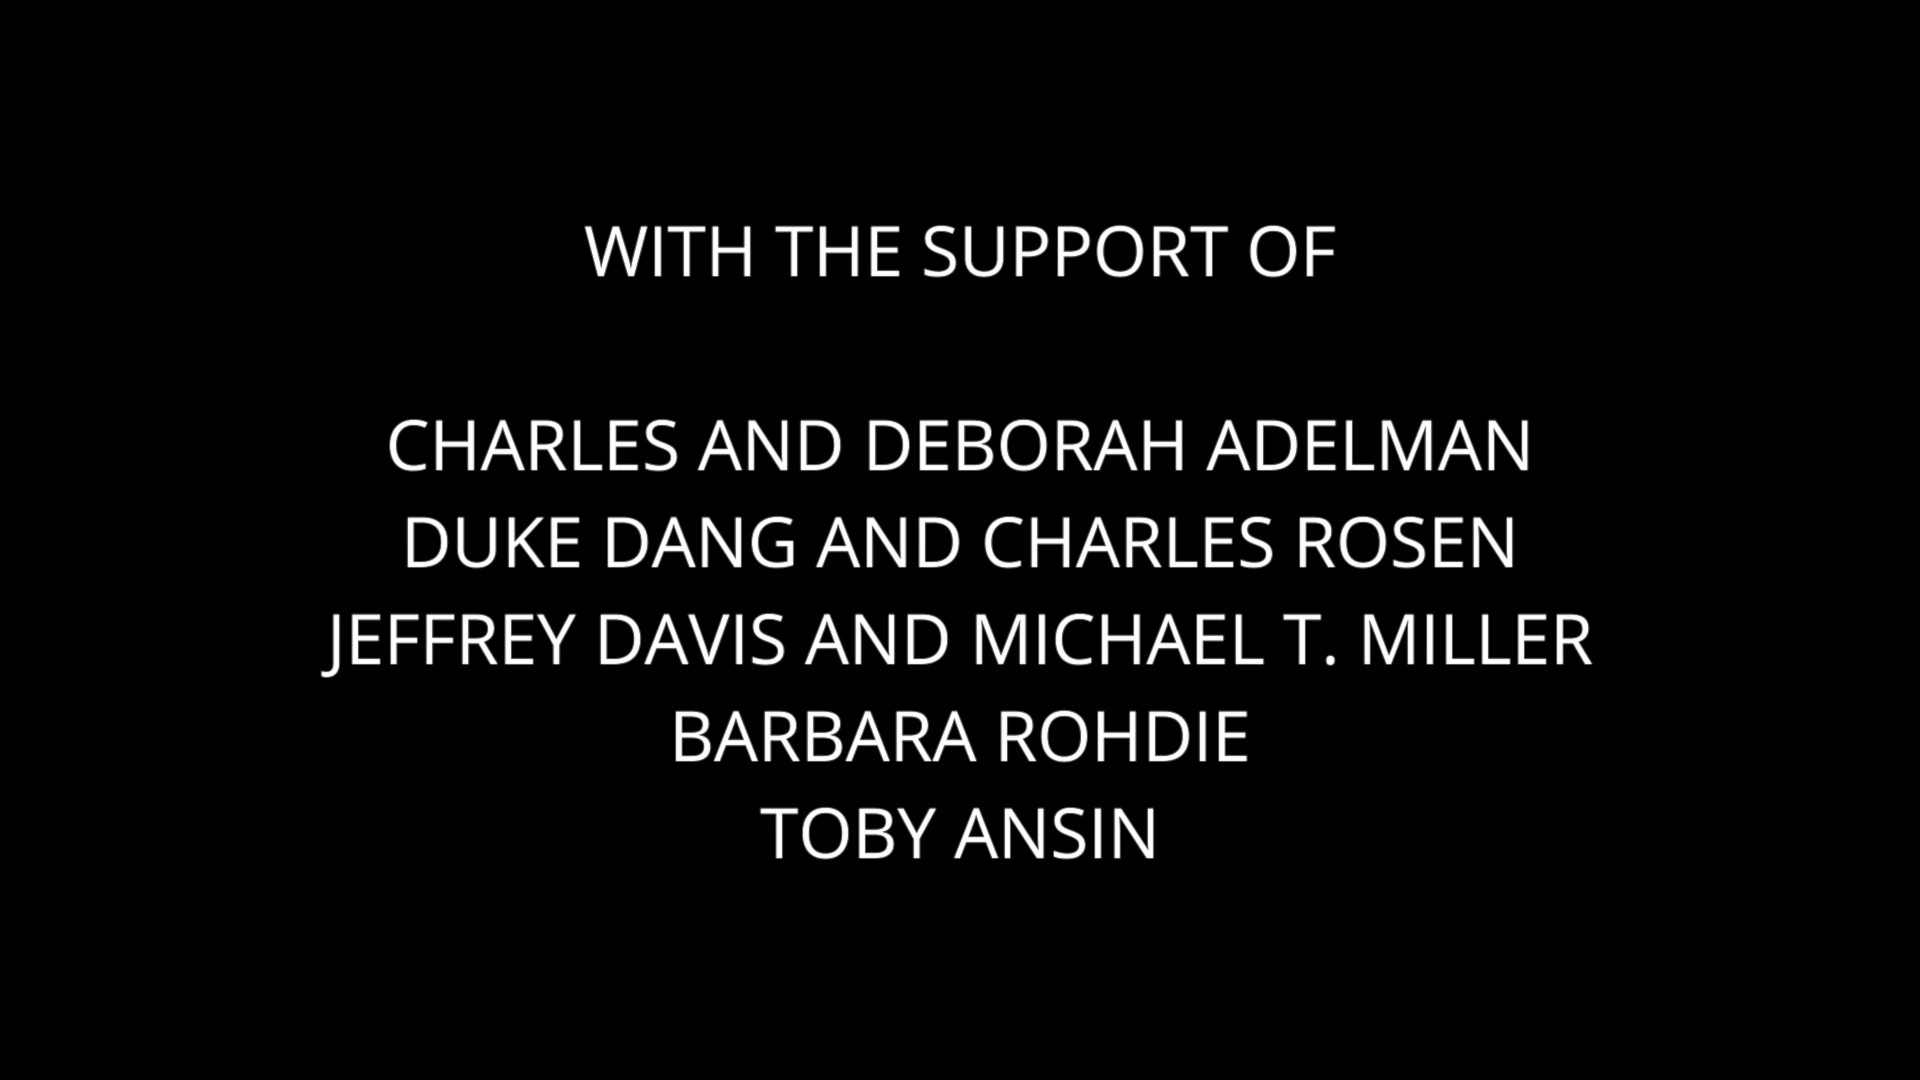 WITH THE SUPPORT OF
CHARLES AND DEBORAH ADELMAN
DUKE DANG AND CHARLES ROSEN
JEFFREY DAVIS AND MICHAEL T. MILLER
BARBARA ROHDIE
TOBY ANSIN